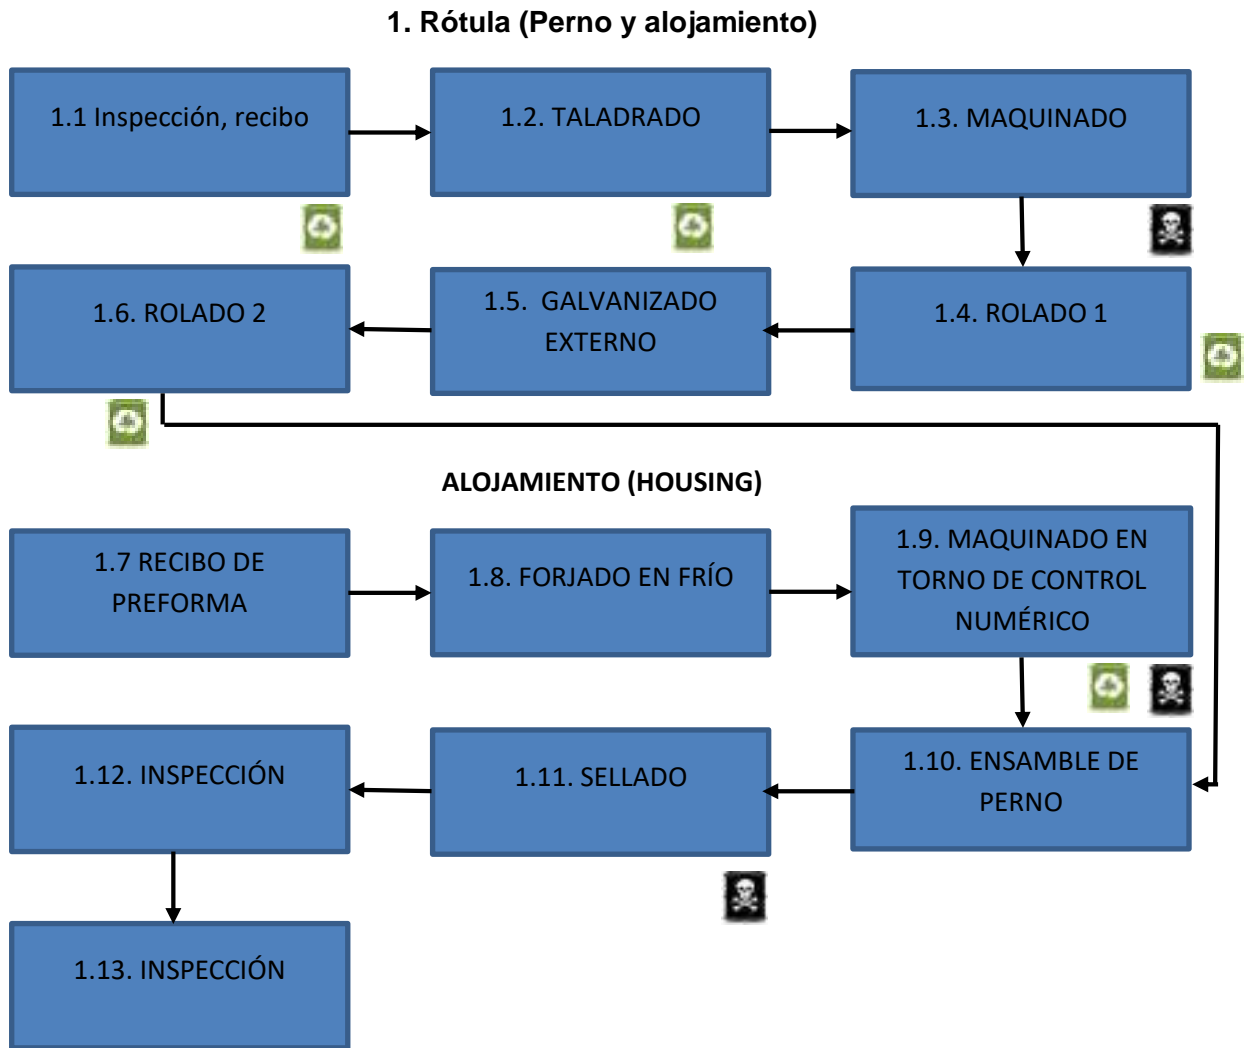 1. Rótula (Perno y alojamiento)
1.1 Inspección, recibo
1.2. TALADRADO
1.3. MAQUINADO
1.6. ROLADO 2
1.5.  GALVANIZADO
EXTERNO
1.4. ROLADO 1
ALOJAMIENTO (HOUSING)
1.7 RECIBO DE
PREFORMA
1.8. FORJADO EN FRÍO
1.9. MAQUINADO EN
TORNO DE CONTROL
NUMÉRICO
1.12. INSPECCIÓN
1.11. SELLADO
1.10. ENSAMBLE DE
PERNO
1.13. INSPECCIÓN